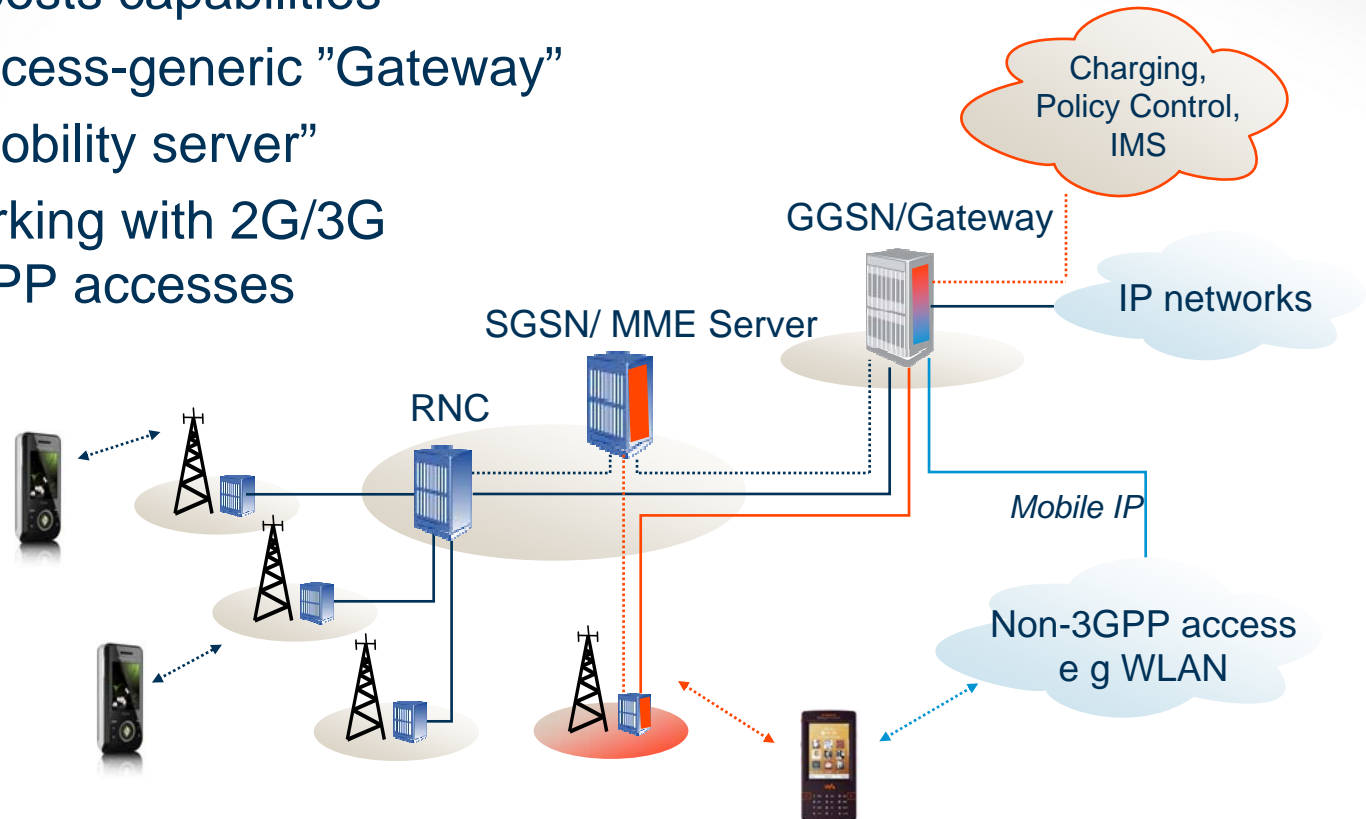 osts capabilities
cess-generic ”Gateway”
obility server”
rking with 2G/3G
PP accesses
Charging,
Policy Control,
IMS
GGSN/Gateway
IP networks
SGSN/ MME Server
RNC
Mobile IP
Non-3GPP access
e g WLAN